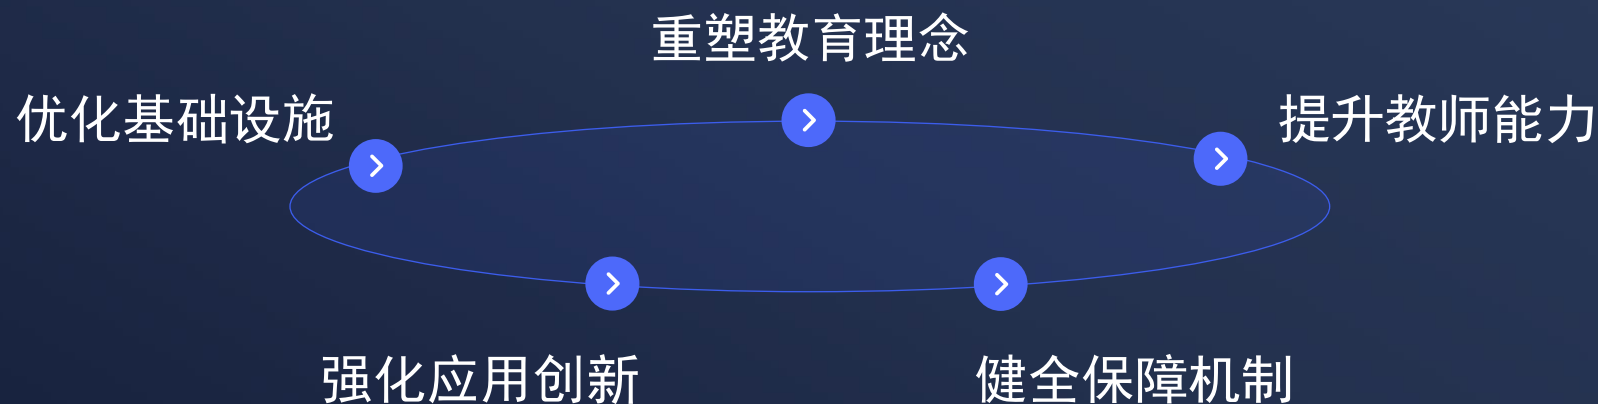 重塑教育理念
优化基础设施
提升教师能力
强化应用创新
健全保障机制